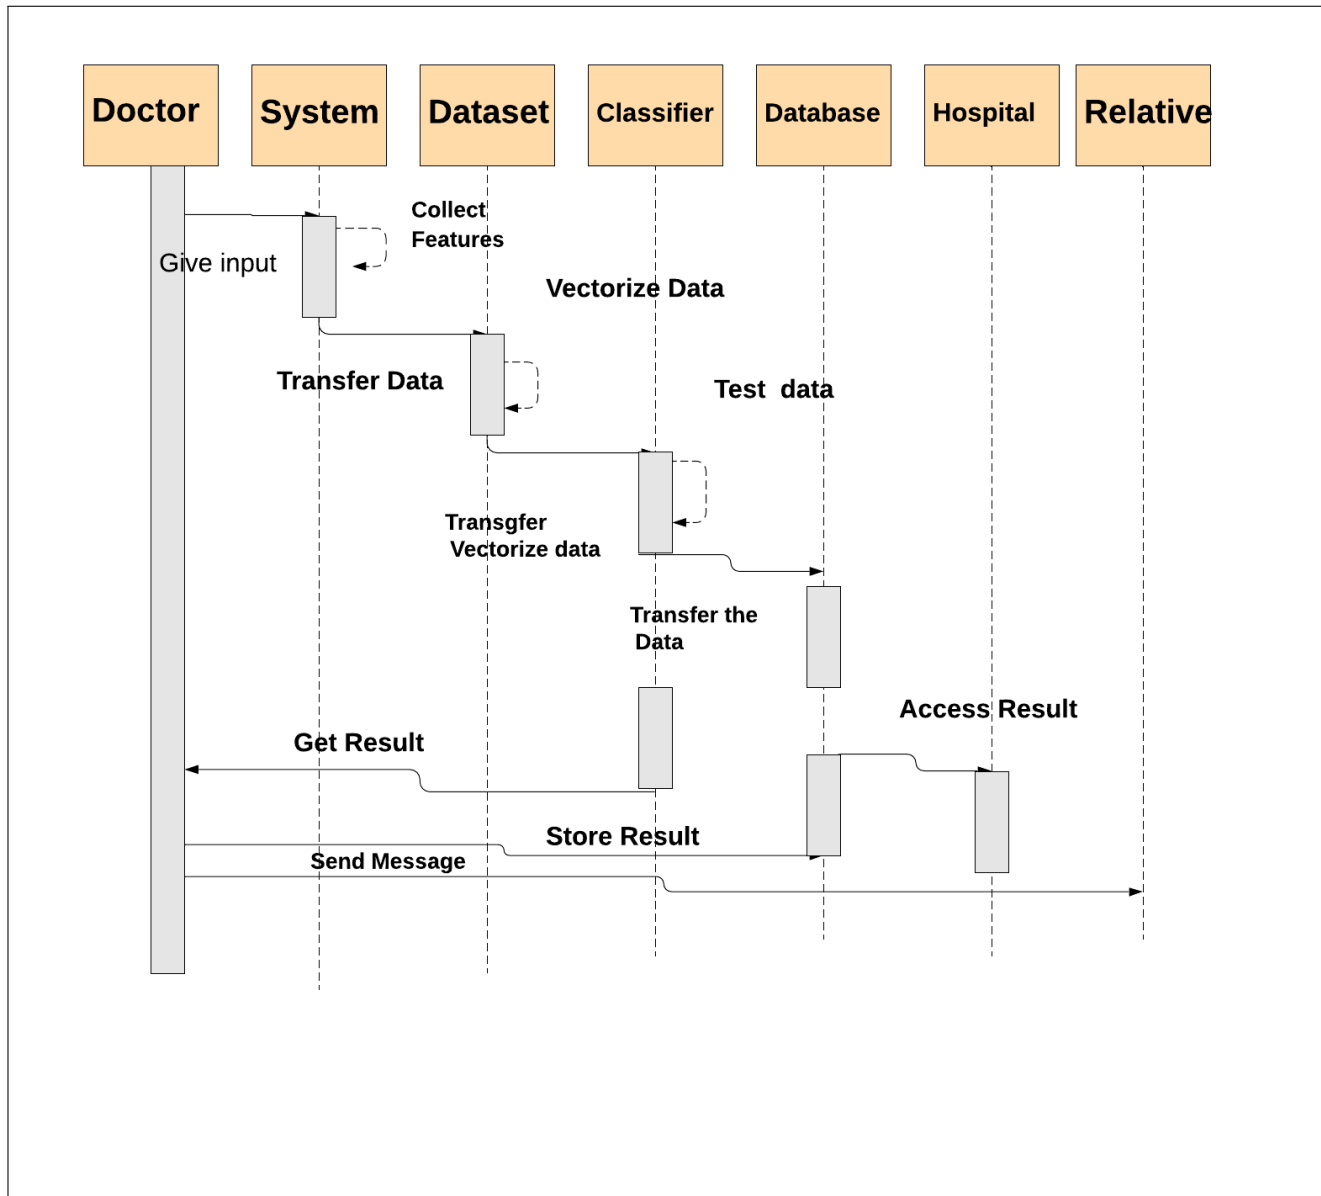 Doctor
System
Dataset
Classifier
Database
Hospital
Relative
Collect
Features
Give input
Vectorize Data
Transfer Data
Test data
Transgfer
Vectorize data
Transfer the
Data
Access Result
Get Result
Store Result
Send Message